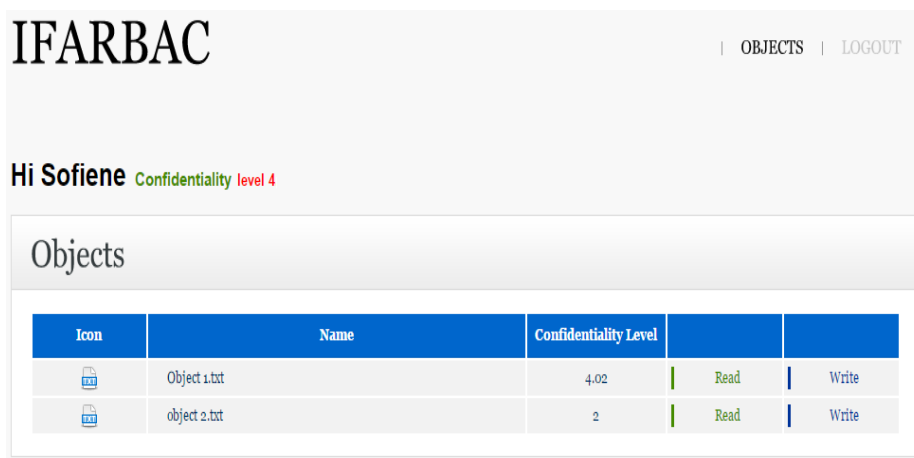 IFARBAC
| OBJECTS | LOGOUT
Hi Sofiene Confidentiality level 4
Objects
Icon Name Confidentiality Level
Object 1.txt 4.02 Read Write
object 2.txt 2 Read Write